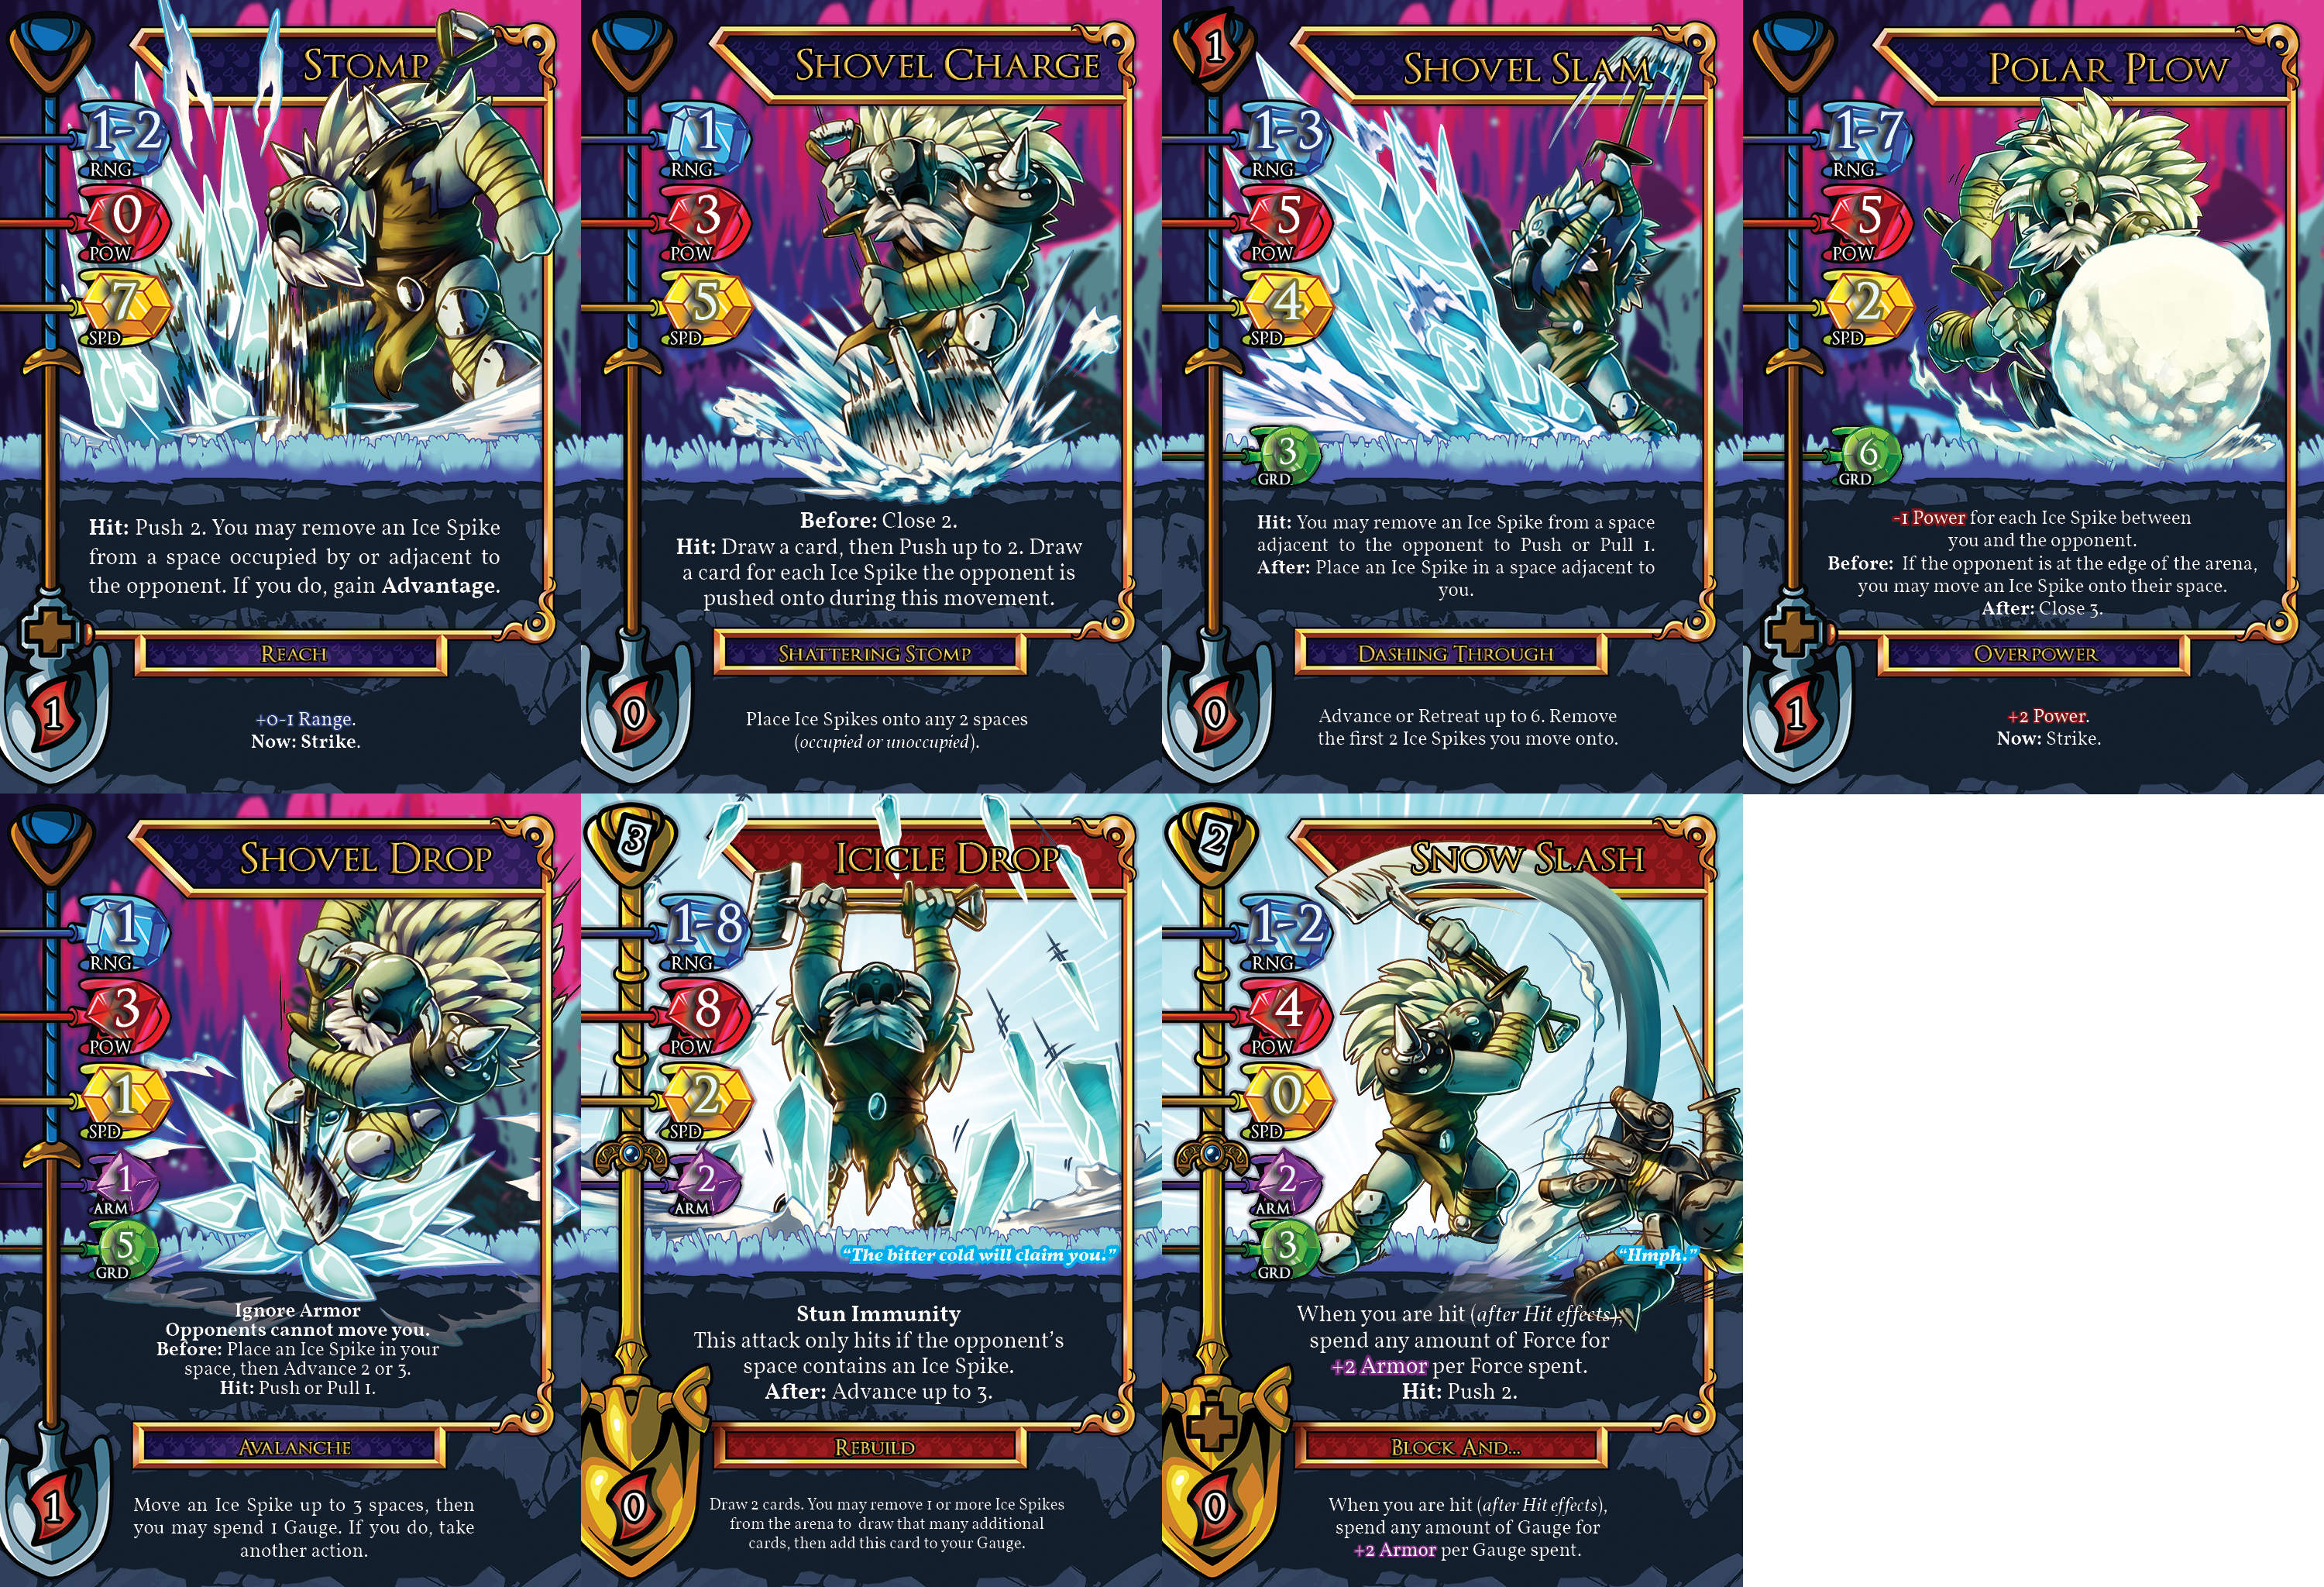 STOMP
1-2
RNG
0
POW
7
SPD
Hit: Push 2. You may remove an Ice Spike
from a space occupied by or adjacent to
the opponent. If you do, gain Advantage.
REACH
1
+0-1 Range.
Now: Strike.
SHOVEL CHARGE
1
RNG
3
POW
5
SPD
Before: Close 2.
Hit: Draw a card, then Push up to 2. Draw
a card for each Ice Spike the opponent is
pushed onto during this movement.
SHATTERING STOMP
0
Place Ice Spikes onto any 2 spaces
(occupied or unoccupied).
1
SHOVEL SLAM
1-3
RNG
5
POW
4
SPD
3
GRD
Hit: You may remove an Ice Spike from a space
adjacent to the opponent to Push or Pull 1.
After: Place an Ice Spike in a space adjacent to
you.
DASHING THROUGH
0
Advance or Retreat up to 6. Remove
the first 2 Ice Spikes you move onto.
POLAR PLOW
1-7
RNG
5
POW
2
SPD
6
GRD
-1 Power for each Ice Spike between
you and the opponent.
Before: If the opponent is at the edge of the arena,
you may move an Ice Spike onto their space.
After: Close 3.
OVERPOWER
1
+2 Power.
Now: Strike.
SHOVEL DROP
1
RNG
3
POW
1
SPD
1
ARM
5
GRD
Ignore Armor
Opponents cannot move you.
Before: Place an Ice Spike in your
space, then Advance 2 or 3.
Hit: Push or Pull 1.
AVALANCHE
1
Move an Ice Spike up to 3 spaces, then
you may spend 1 Gauge. If you do, take
another action.
3
ICICLE DROP
1-8
RNG
8
POW
2
SPD
2
ARM
"The bitter cold will claim you."
Stun Immunity
This attack only hits if the opponent's
space contains an Ice Spike.
After: Advance up to 3.
REBUILD
0
Draw 2 cards. You may remove 1 or more Ice Spikes
from the arena to draw that many additional
cards, then add this card to your Gauge.
2
SNOW SLASH
1-2
RNG
4
POW
0
SPD
2
ARM
3
GRD
"Hmph."
When you are hit (after Hit effects),
spend any amount of Force for
+2 Armor per Force spent.
Hit: Push 2.
BLOCK AND...
0
When you are hit (after Hit effects),
spend any amount of Gauge for
+2 Armor per Gauge spent.